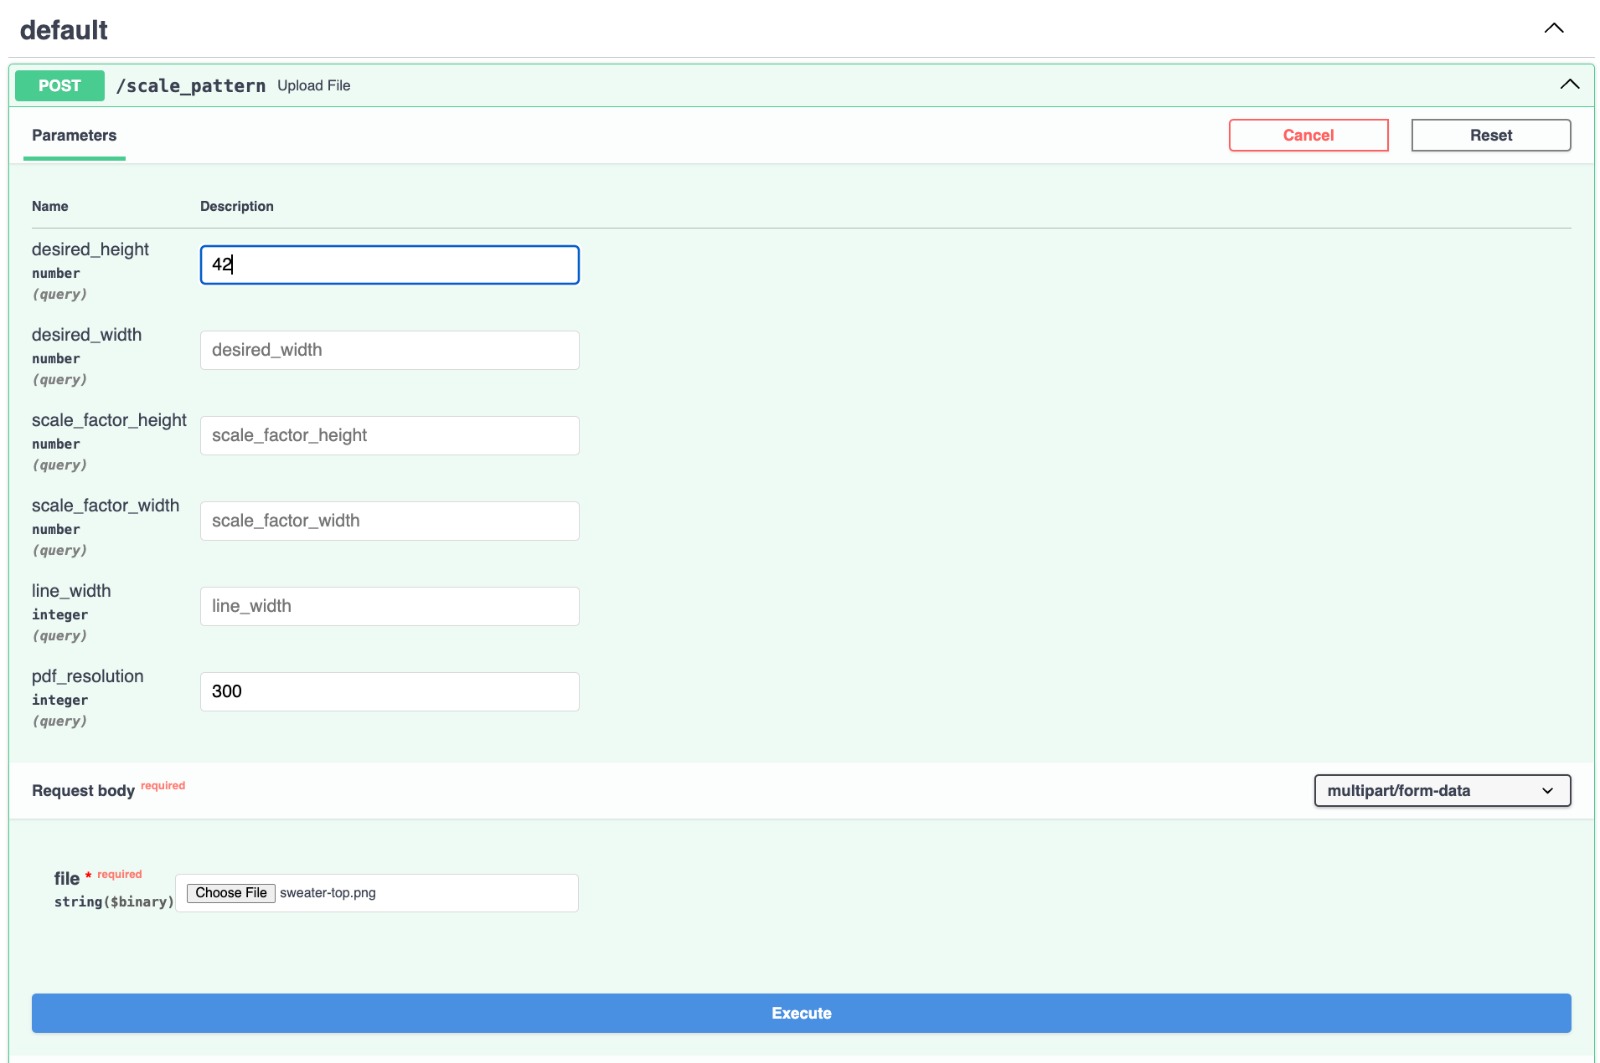 default
POST /scale_pattern Upload File
Parameters Cancel Reset
Name Description
desired_height
number
(query)
42
desired_width
number
(query)
desired_width
scale_factor_height
number
(query)
scale_factor_height
scale_factor_width
number
(query)
scale_factor_width
line_width
integer
(query)
line_width
pdf_resolution
integer
(query)
300
Request body required multipart/form-data
file * required
string($binary)
Choose File sweater-top.png
Execute